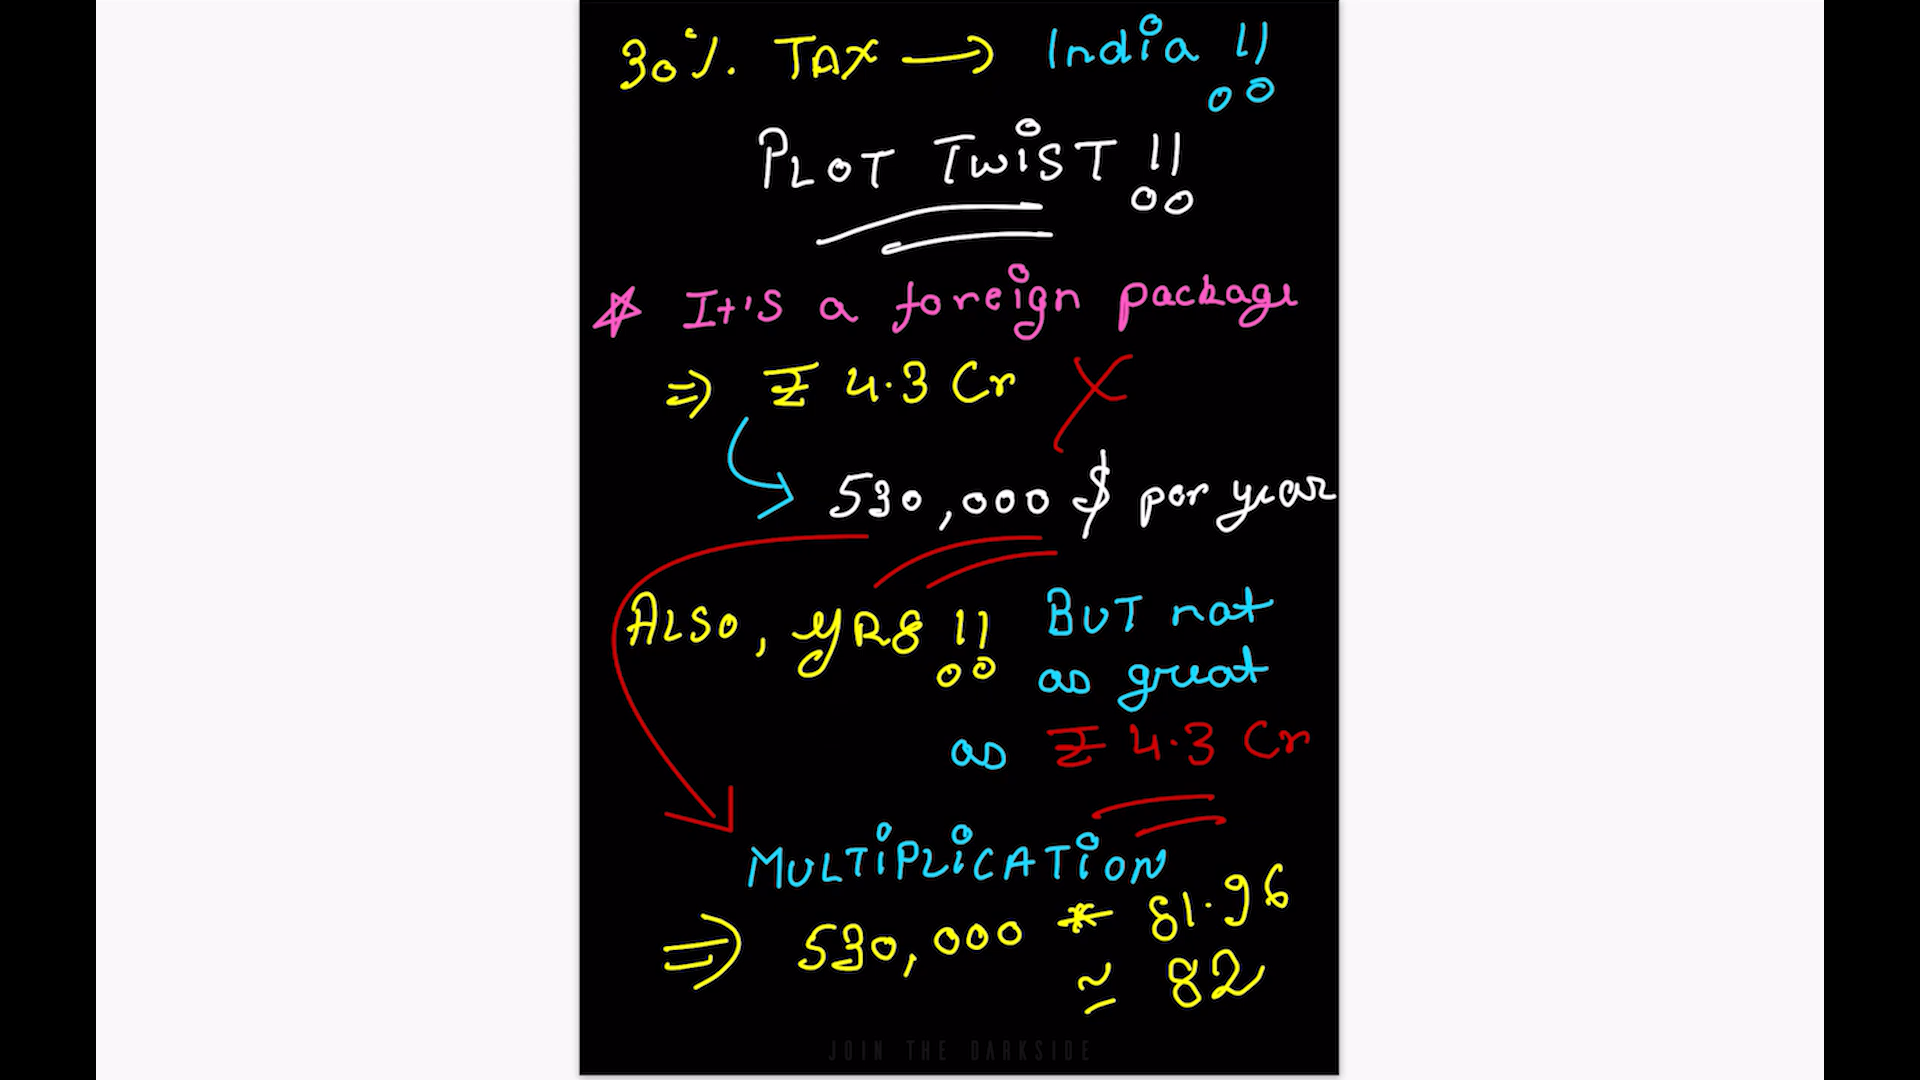 30% TAX → India !!
PLOT TWiST !!
☆ It's a foreign package
⇒ ₹ 4.3 Cr X
530,000 $ per year
ALSO, YRS !! BUT not
as great
as ₹ 4.3 Cr
MULTiPLiCATiON
⇒ 530,000 * 81.96
≃ 82
JOIN THE DARKSIDE